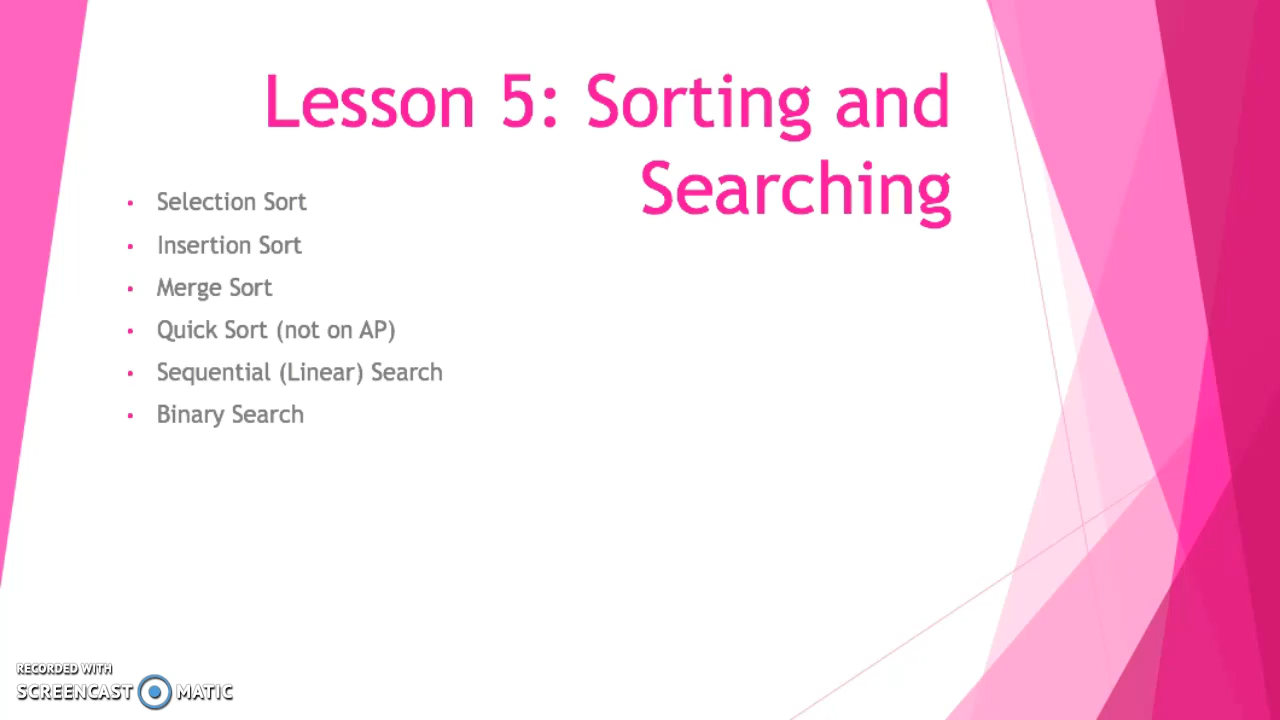 Lesson 5: Sorting and
Searching
• Selection Sort
• Insertion Sort
• Merge Sort
• Quick Sort (not on AP)
• Sequential (Linear) Search
• Binary Search
RECORDED WITH
SCREENCAST MATIC